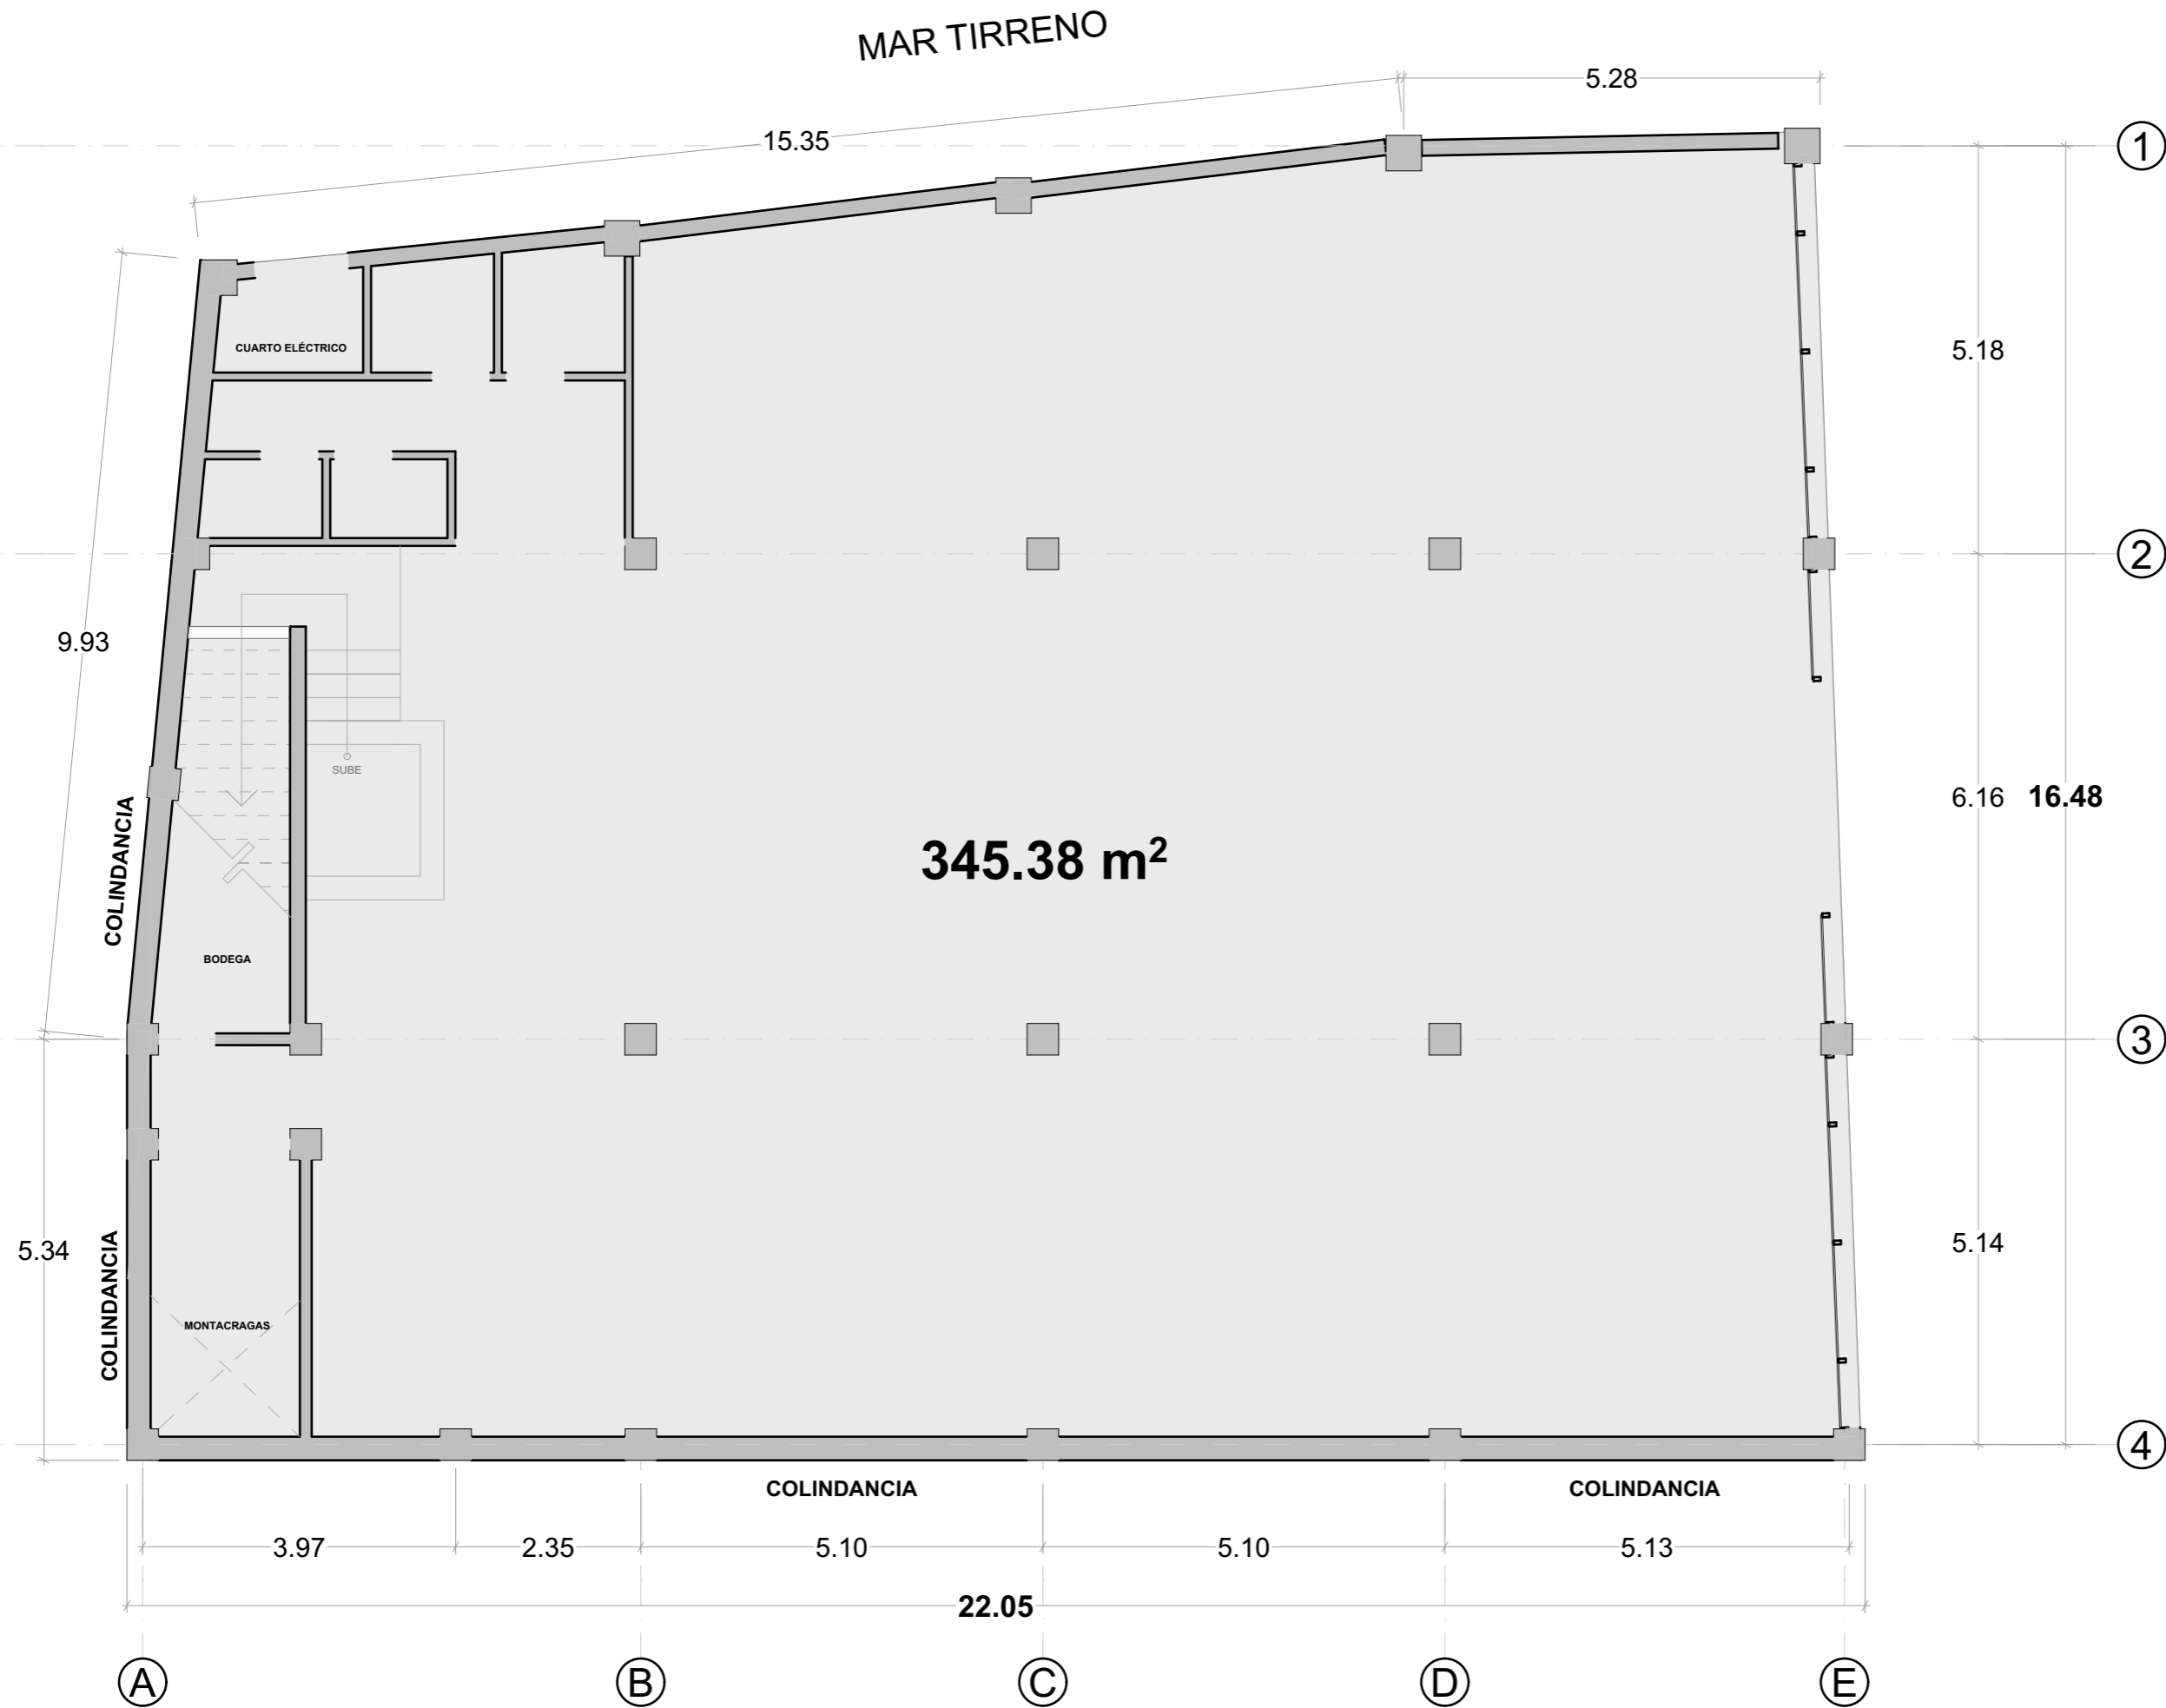 MAR TIRRENO
5.28
15.35
1
CUARTO ELÉCTRICO
5.18
2
9.93
SUBE
6.16
16.48
COLINDANCIA
345.38 m²
BODEGA
3
COLINDANCIA
5.34
5.14
MONTACRAGAS
4
COLINDANCIA
COLINDANCIA
3.97
2.35
5.10
5.10
5.13
22.05
A
B
C
D
E